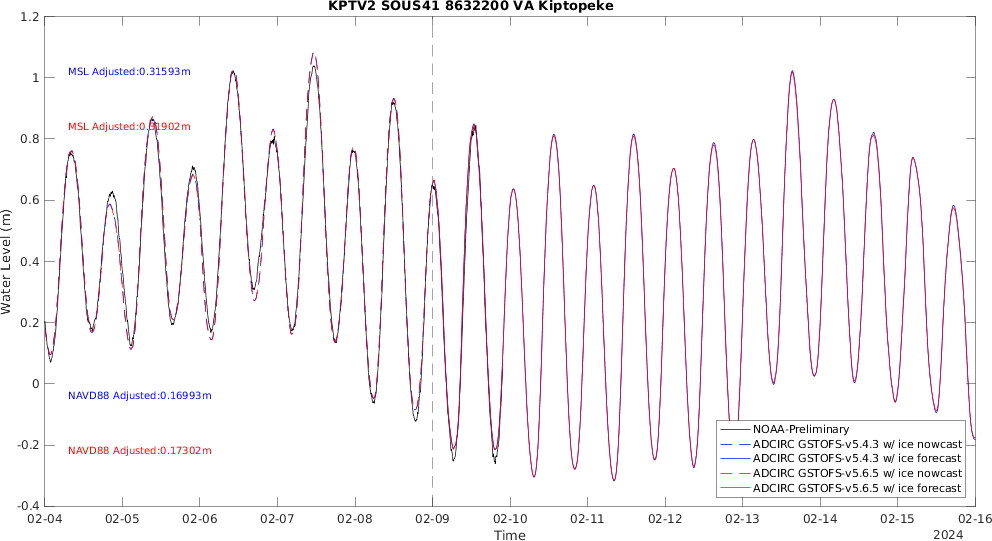 KPTV2 SOUS41 8632200 VA Kiptopeke
Water Level (m)
1.2
1
0.8
0.6
0.4
0.2
0
-0.2
-0.4
MSL Adjusted:0.31593m
MSL Adjusted:0.31902m
NAVD88 Adjusted:0.16993m
NAVD88 Adjusted:0.17302m
NOAA-Preliminary
ADCIRC GSTOFS-v5.4.3 w/ ice nowcast
ADCIRC GSTOFS-v5.4.3 w/ ice forecast
ADCIRC GSTOFS-v5.6.5 w/ ice nowcast
ADCIRC GSTOFS-v5.6.5 w/ ice forecast
02-04 02-05 02-06 02-07 02-08 02-09 02-10 02-11 02-12 02-13 02-14 02-15 02-16
Time
2024